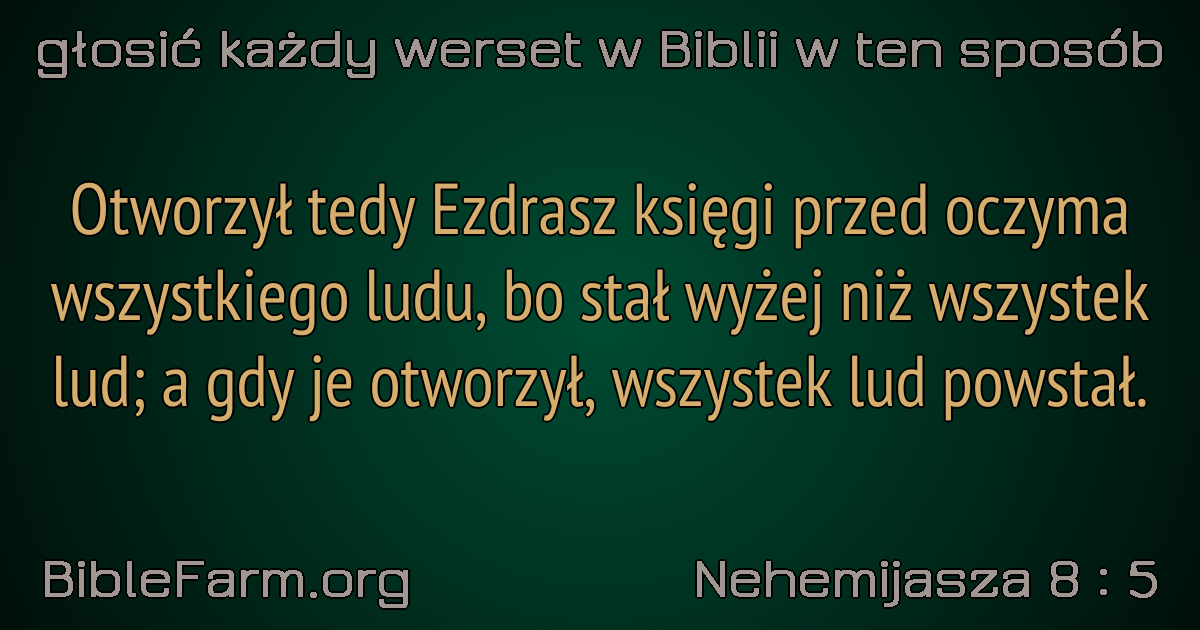 głosić każdy werset w Biblii w ten sposób
Otworzył tedy Ezdrasz księgi przed oczyma
wszystkiego ludu, bo stał wyżej niż wszystek
lud; a gdy je otworzył, wszystek lud powstał.
BibleFarm.org
Nehemijasza 8 : 5